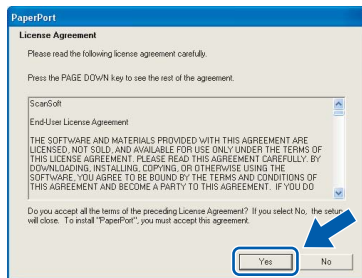 PaperPort
License Agreement
Please read the following license agreement carefully.
Press the PAGE DOWN key to see the rest of the agreement.
ScanSoft
End-User License Agreement
THE SOFTWARE AND MATERIALS PROVIDED WITH THIS AGREEMENT ARE
LICENSED, NOT SOLD, AND AVAILABLE FOR USE ONLY UNDER THE TERMS OF
THIS LICENSE AGREEMENT. PLEASE READ THIS AGREEMENT CAREFULLY. BY
DOWNLOADING, INSTALLING, COPYING, OR OTHERWISE USING THE
SOFTWARE, YOU AGREE TO BE BOUND BY THE TERMS AND CONDITIONS OF
THIS AGREEMENT AND BECOME A PARTY TO THIS AGREEMENT. IF YOU DO
Do you accept all the terms of the preceding License Agreement? If you select No, the setup
will close. To install "PaperPort", you must accept this agreement.
Yes
No